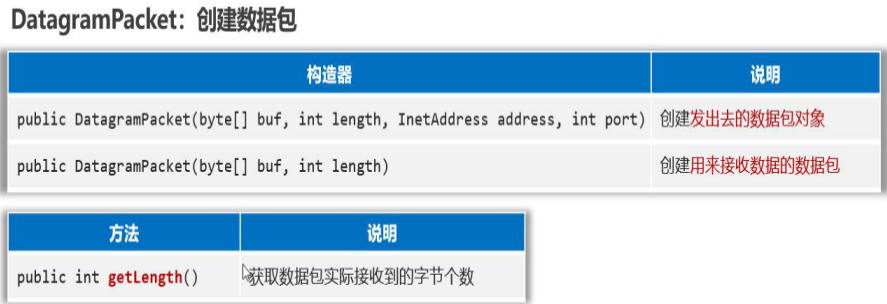 DatagramPacket：创建数据包
构造器 说明
public DatagramPacket(byte[] buf, int length, InetAddress address, int port) 创建发出去的数据包对象
public DatagramPacket(byte[] buf, int length) 创建用来接收数据的数据包
方法 说明
public int getLength() 获取数据包实际接收到的字节个数